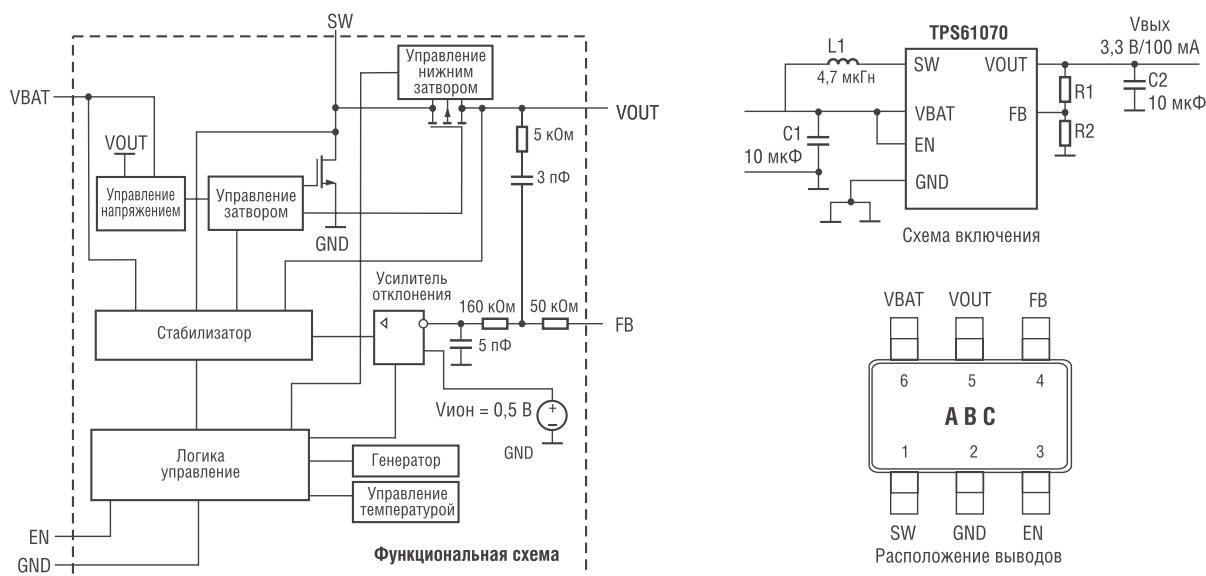 SW
VBAT
Управление
нижним
затвором
VOUT
VOUT
5 кОм
3 пФ
Управление
напряжением
Управление
затвором
GND
Усилитель
отклонения
160 кОм
50 кОм
FB
Стабилизатор
5 пФ
Vион = 0,5 В
+
–
GND
Логика
управление
Генератор
Управление
температурой
EN
GND
Функциональная схема
TPS61070
Vвых
3,3 В/100 мА
L1
4,7 мкГн
SW
VOUT
R1
C2
10 мкФ
VBAT
FB
C1
10 мкФ
EN
R2
GND
Схема включения
VBAT VOUT FB
6 5 4
ABC
1 2 3
SW GND EN
Расположение выводов